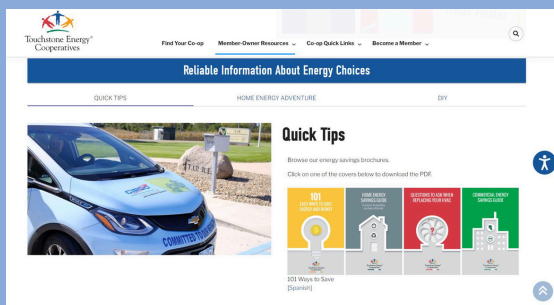 Touchstone Energy®
Cooperatives
Find Your Co-op
Member-Owner Resources
Co-op Quick Links
Become a Member
Reliable Information About Energy Choices
QUICK TIPS
HOME ENERGY ADVENTURE
DIY
Quick Tips
Browse our energy savings brochures.
Click on one of the covers below to download the PDF.
COMMITTED TO
101
EASY WAYS TO SAVE
ENERGY AND MONEY
HOME ENERGY
SAVINGS GUIDE
QUESTIONS TO ASK WHEN
REPLACING YOUR HVAC
COMMERCIAL ENERGY
SAVINGS GUIDE
101 Ways to Save
[Spanish]